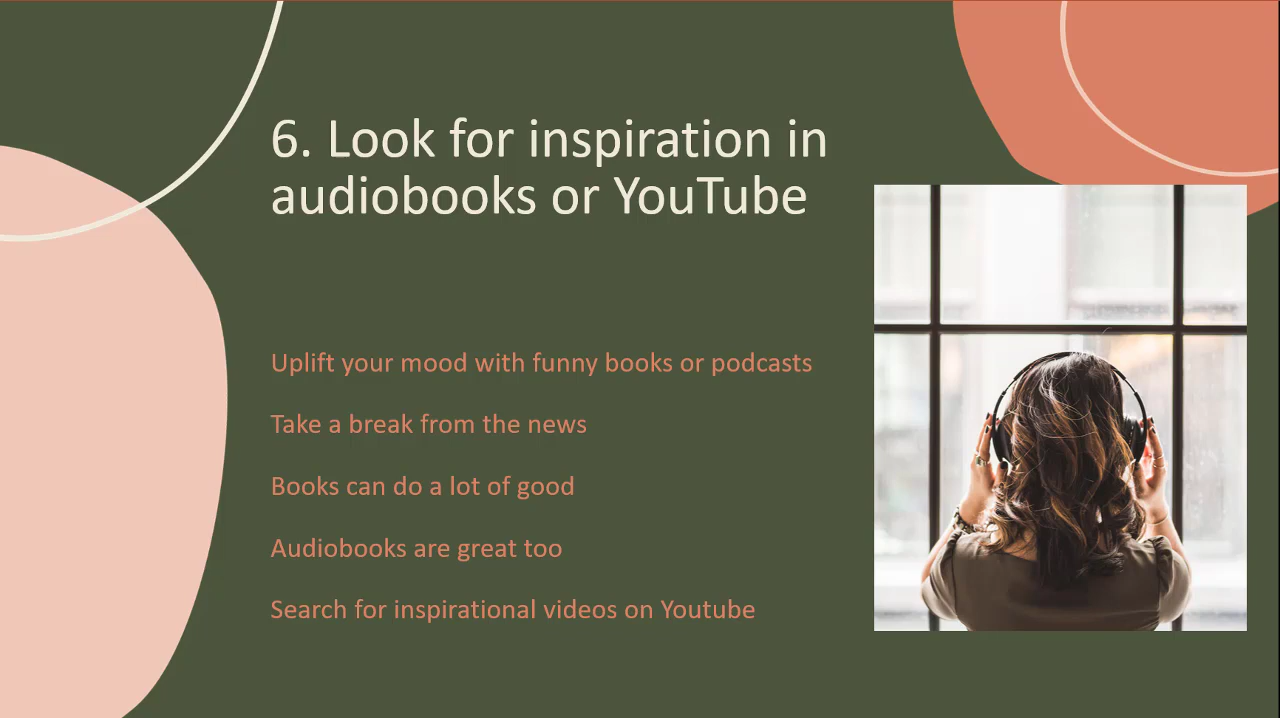 6. Look for inspiration in
audiobooks or YouTube
Uplift your mood with funny books or podcasts
Take a break from the news
Books can do a lot of good
Audiobooks are great too
Search for inspirational videos on Youtube